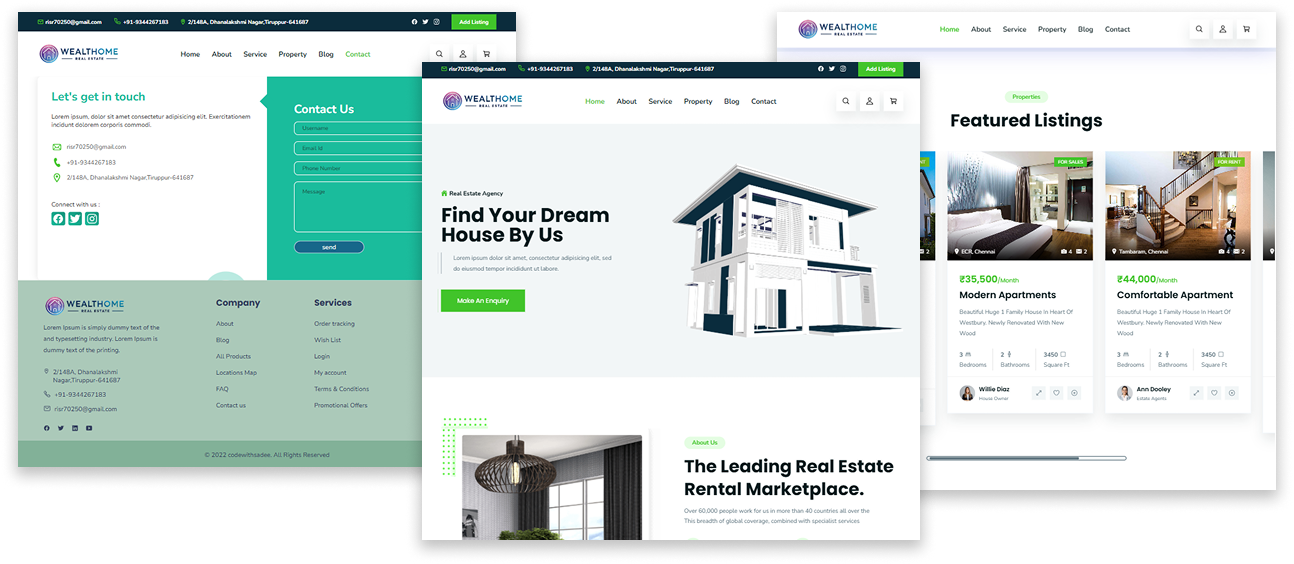 risr70250@gmail.com +91-9344267183 2/148A, Dhanalakshmi Nagar,Tiruppur-641687 Add Listing
WEALTHOME
REAL ESTATE
Home About Service Property Blog Contact
Let's get in touch
Lorem ipsum, dolor sit amet consectetur adipisicing elit. Exercitationem
incidunt dolorem corporis commodi.
risr70250@gmail.com
+91-9344267183
2/148A, Dhanalakshmi Nagar,Tiruppur-641687
Connect with us :
Contact Us
Username
Email Id
Phone Number
Message
send
WEALTHOME
REAL ESTATE
Lorem Ipsum is simply dummy text of the
and typesetting industry. Lorem Ipsum is
dummy text of the printing.
2/148A, Dhanalakshmi
Nagar,Tiruppur-641687
+91-9344267183
risr70250@gmail.com
Company
About
Blog
All Products
Locations Map
FAQ
Contact us
Services
Order tracking
Wish List
Login
My account
Terms & Conditions
Promotional Offers
© 2022 codewithsadee. All Rights Reserved
risr70250@gmail.com +91-9344267183 2/148A, Dhanalakshmi Nagar,Tiruppur-641687 Add Listing
WEALTHOME
REAL ESTATE
Home About Service Property Blog Contact
Real Estate Agency
Find Your Dream
House By Us
Lorem ipsum dolor sit amet, consectetur adipisicing elit, sed
do eiusmod tempor incididunt ut labore.
Make An Enquiry
About Us
The Leading Real Estate
Rental Marketplace.
Over 60,000 people work for us in more than 40 countries all over the
This breadth of global coverage, combined with specialist services
WEALTHOME
REAL ESTATE
Home About Service Property Blog Contact
Properties
Featured Listings
2
FOR SALES
ECR, Chennai 4 2
₹35,500/Month
Modern Apartments
Beautiful Huge 1 Family House In Heart Of
Westbury. Newly Renovated With New
Wood
3 2 3450
Bedrooms Bathrooms Square Ft
Willie Diaz
House Owner
FOR RENT
Tambaram, Chennai 4 2
₹44,000/Month
Comfortable Apartment
Beautiful Huge 1 Family House In Heart Of
Westbury. Newly Renovated With New
Wood
3 2 3450
Bedrooms Bathrooms Square Ft
Ann Dooley
Estate Agents